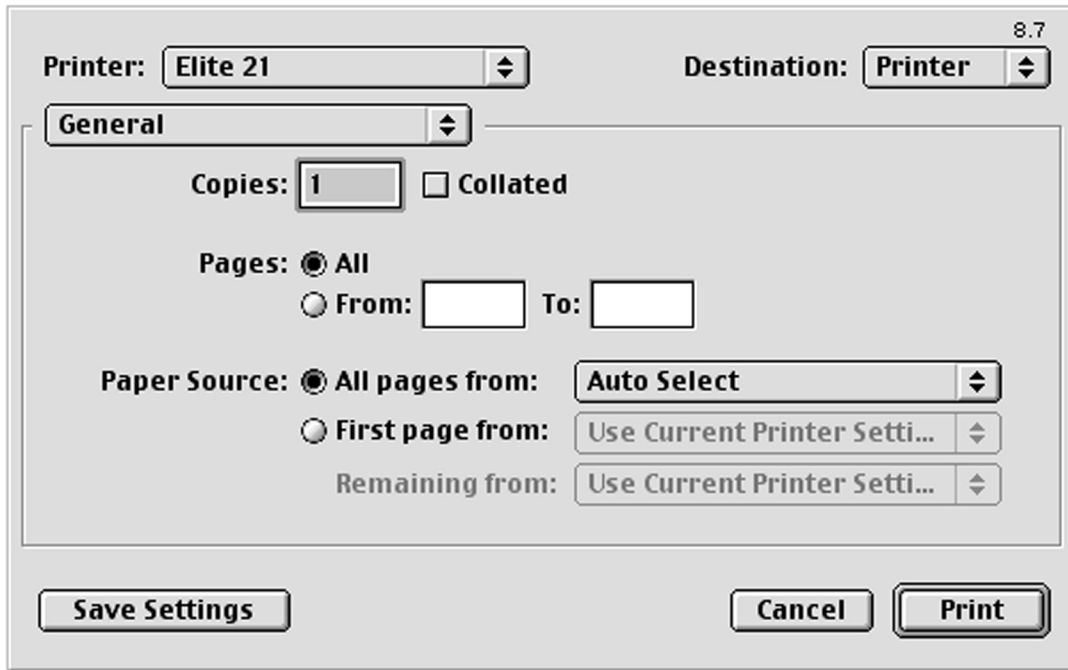 8.7
Printer: Elite 21 Destination: Printer
General
Copies: 1 Collated
Pages: All
From: To:
Paper Source: All pages from: Auto Select
First page from: Use Current Printer Setti...
Remaining from: Use Current Printer Setti...
Save Settings Cancel Print